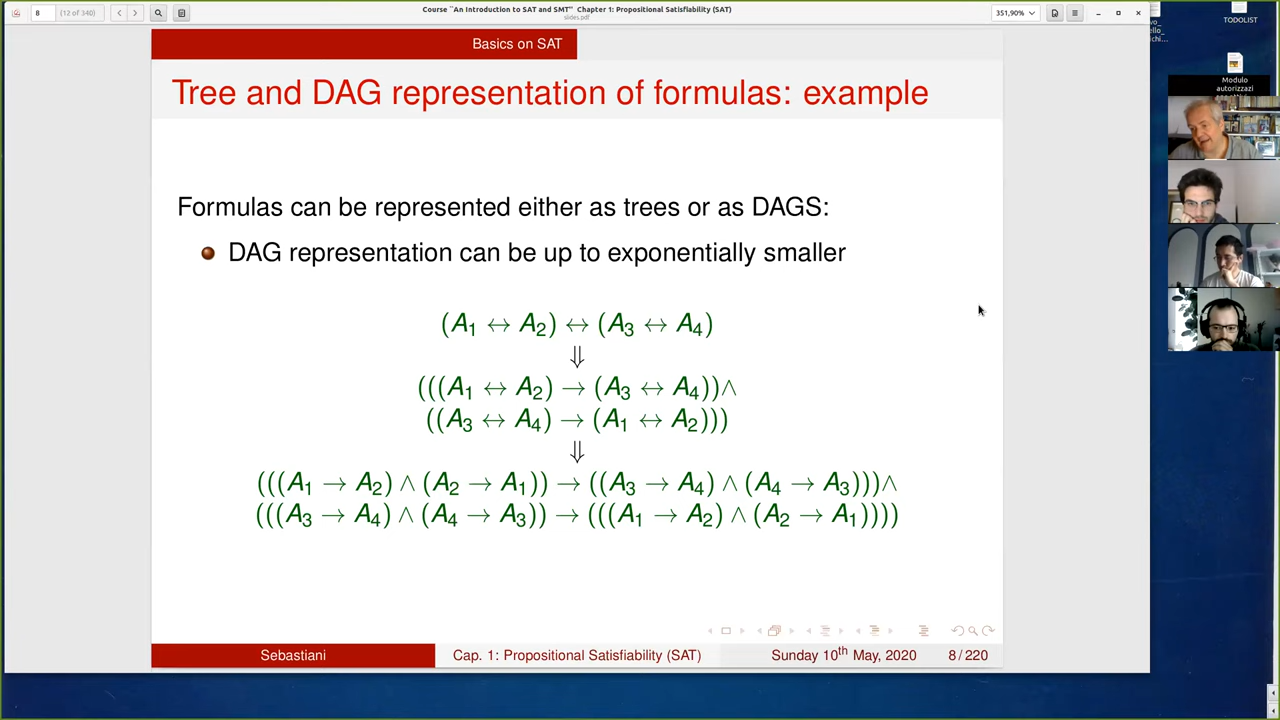 Course ``An Introduction to SAT and SMT'' Chapter 1: Propositional Satisfiability (SAT)
slides.pdf
8 (12 of 340)
351,90%
TODOLIST
Modulo
autorizzazi
Basics on SAT
Tree and DAG representation of formulas: example
Formulas can be represented either as trees or as DAGS:
DAG representation can be up to exponentially smaller
(A₁ ↔ A₂) ↔ (A₃ ↔ A₄)
⇓
(((A₁ ↔ A₂) → (A₃ ↔ A₄))∧
((A₃ ↔ A₄) → (A₁ ↔ A₂)))
⇓
(((A₁ → A₂) ∧ (A₂ → A₁)) → ((A₃ → A₄) ∧ (A₄ → A₃)))∧
(((A₃ → A₄) ∧ (A₄ → A₃)) → (((A₁ → A₂) ∧ (A₂ → A₁))))
Sebastiani Cap. 1: Propositional Satisfiability (SAT) Sunday 10th May, 2020 8 / 220